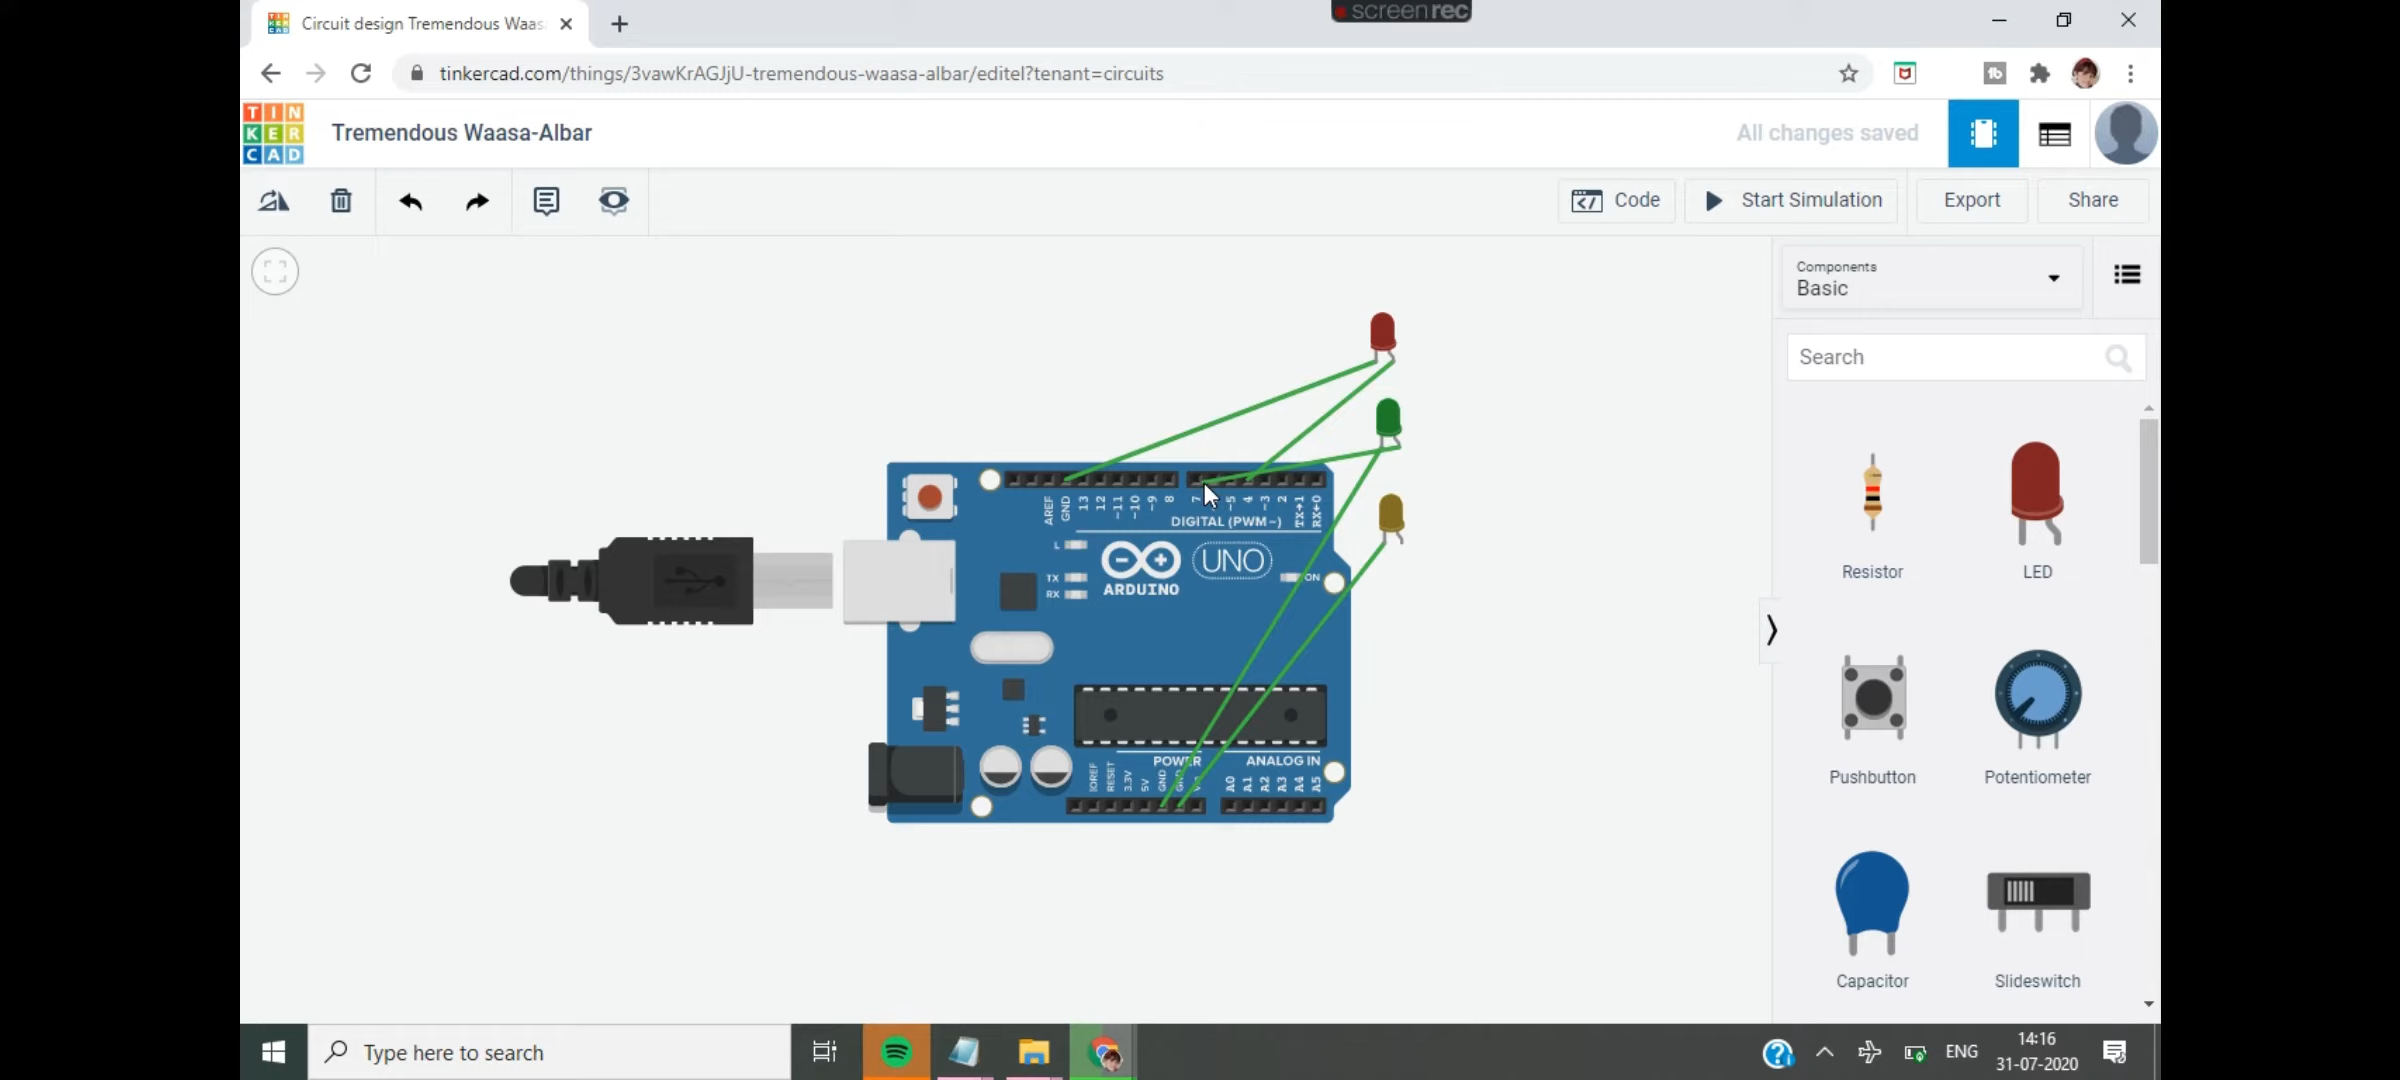 screenrec
Circuit design Tremendous Waas
tinkercad.com/things/3vawKrAGJjU-tremendous-waasa-albar/editel?tenant=circuits
TIN
KER
CAD
Tremendous Waasa-Albar
All changes saved
Code
Start Simulation
Export
Share
Components
Basic
Search
AREF
GND
13
12
~11
~10
~9
8
7
~5
4
~3
2
TX→1
RX←0
DIGITAL (PWM~)
L
TX
RX
ARDUINO
UNO
ON
Resistor
LED
Pushbutton
Potentiometer
POWER
ANALOG IN
IOREF
RESET
3.3V
5V
GND
A0
A1
A2
A3
A4
A5
Capacitor
Slideswitch
Type here to search
ENG
14:16
31-07-2020